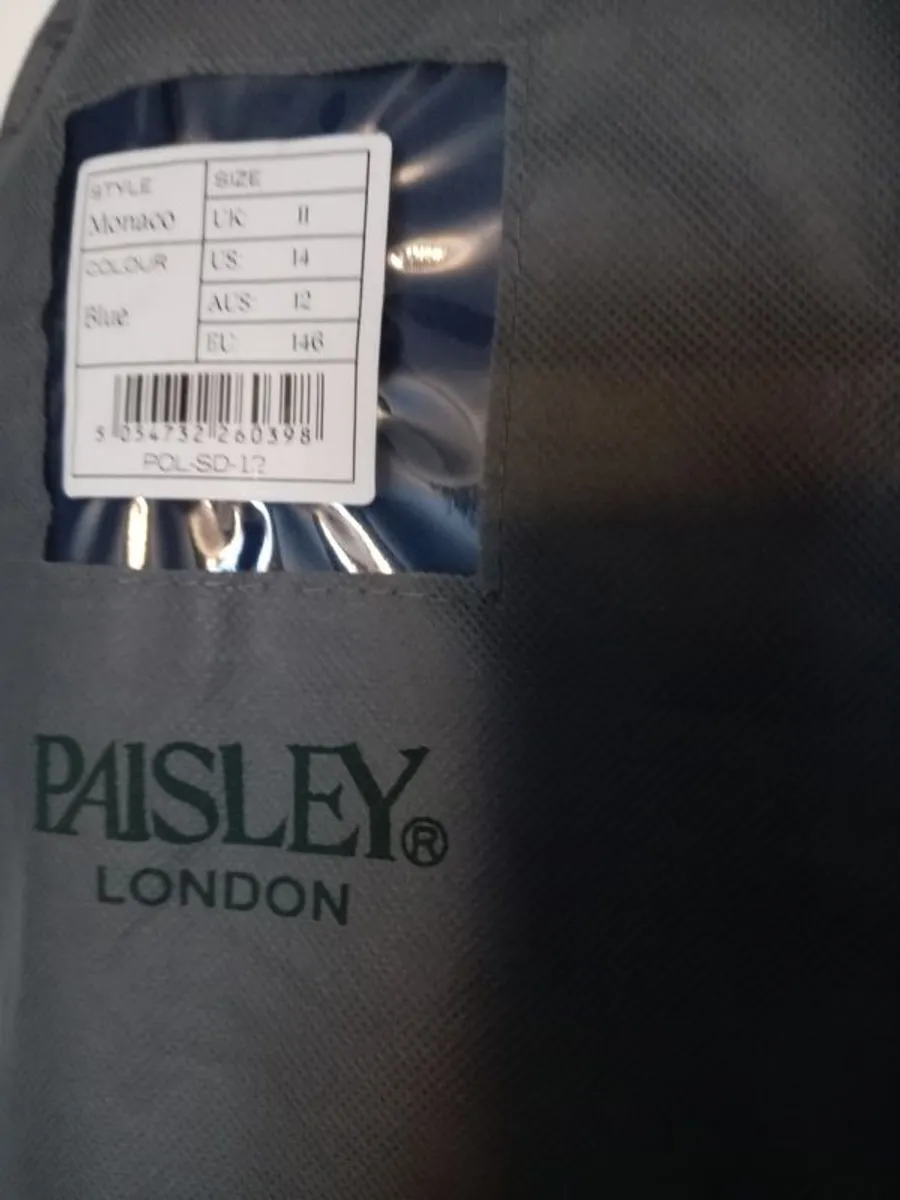 STYLE
Monaco
COLOUR
Blue
SIZE
UK: 11
US: 14
AUS: 12
EU: 146
5 054732 260398
POL-SD-12
PAISLEY®
LONDON